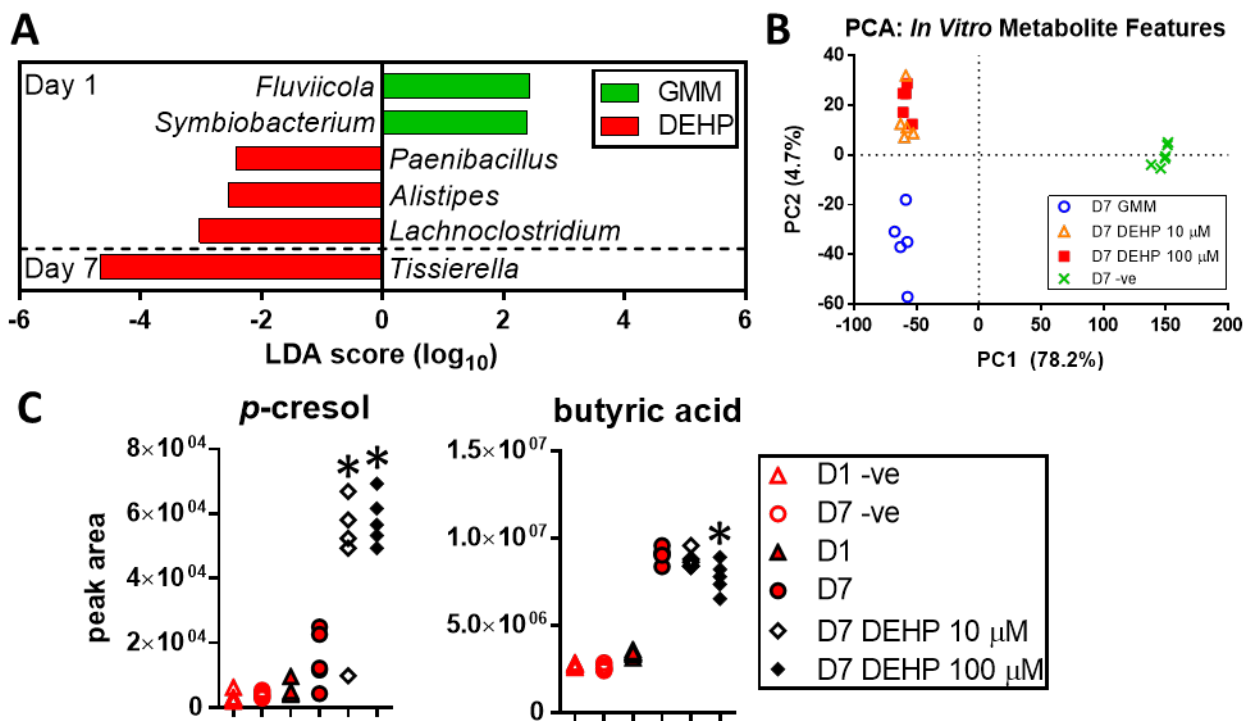 A
Day 1
Fluviicola
Symbiobacterium
Paenibacillus
Alistipes
Lachnoclostridium
Day 7
Tissierella
GMM
DEHP
-6 -4 -2 0 2 4 6
LDA score (log10)
B
PCA: In Vitro Metabolite Features
40
20
0
-20
-40
-60
PC2 (4.7%)
-100 -50 0 50 100 150 200
PC1 (78.2%)
D7 GMM
D7 DEHP 10 μM
D7 DEHP 100 μM
D7 -ve
C
p-cresol
8×10^04
6×10^04
4×10^04
2×10^04
0
peak area
* *
butyric acid
1.5×10^07
1.0×10^07
5.0×10^06
0
*
D1 -ve
D7 -ve
D1
D7
D7 DEHP 10 μM
D7 DEHP 100 μM